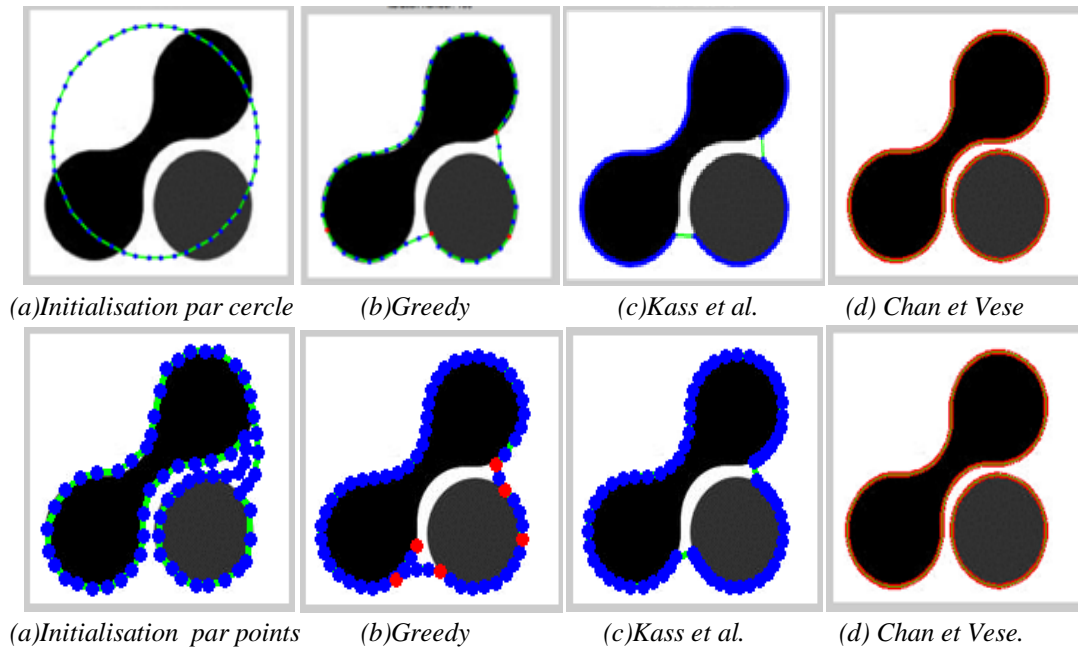 (a)Initialisation par cercle (b)Greedy (c)Kass et al. (d) Chan et Vese
(a)Initialisation par points (b)Greedy (c)Kass et al. (d) Chan et Vese.